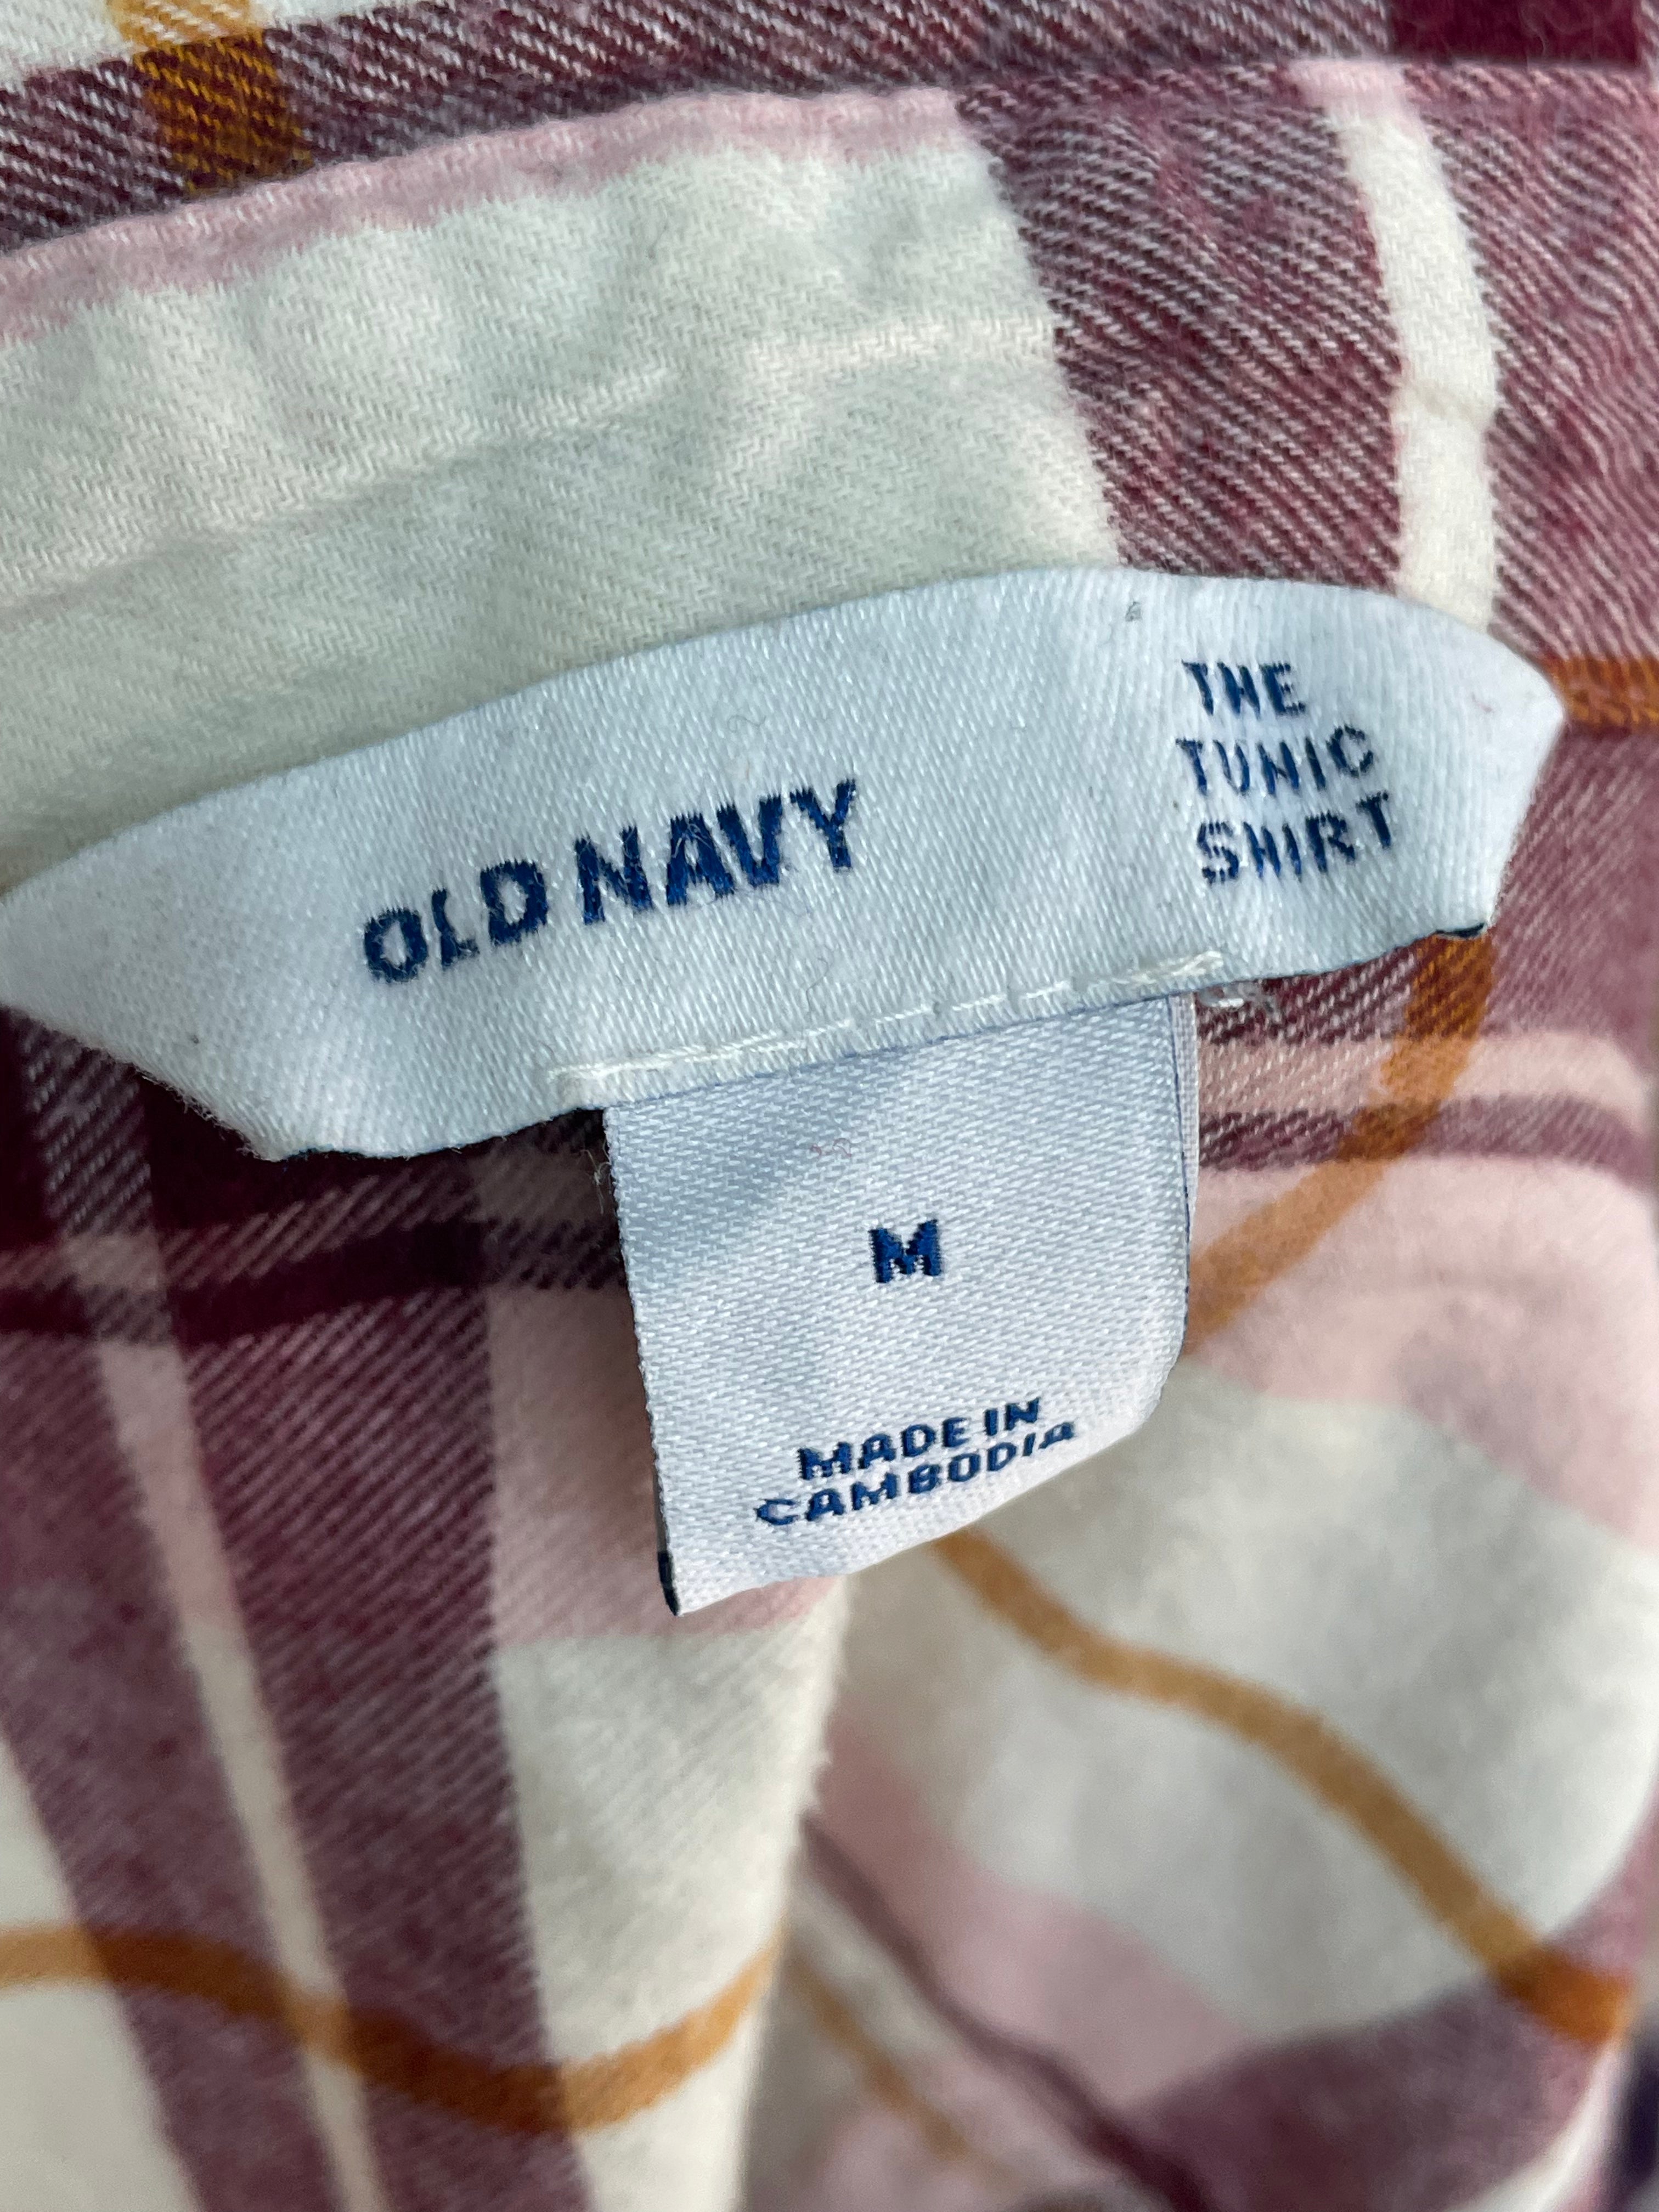 OLD NAVY
THE
TUNIC
SHIRT
M
MADE IN
CAMBODIA